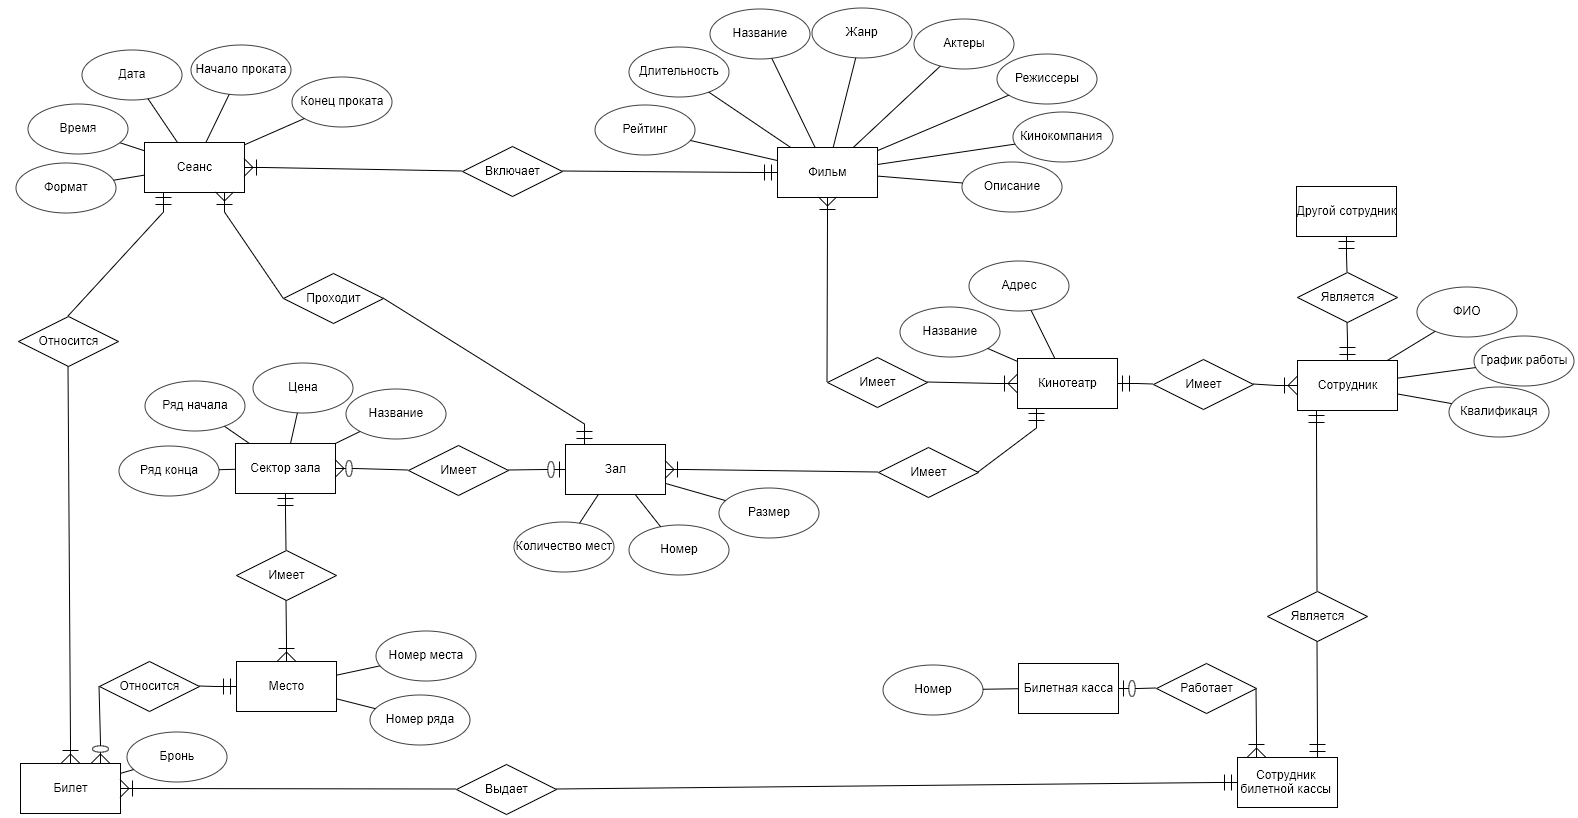 Название
Жанр
Актеры
Длительность
Режиссеры
Дата
Начало проката
Конец проката
Время
Рейтинг
Кинокомпания
Формат
Сеанс
Включает
Фильм
Описание
Другой сотрудник
Проходит
Адрес
Является
ФИО
Относится
Название
График работы
Имеет
Кинотеатр
Имеет
Сотрудник
Квалификаця
Цена
Ряд начала
Название
Ряд конца
Сектор зала
Имеет
Зал
Имеет
Размер
Количество мест
Номер
Имеет
Является
Номер места
Относится
Место
Номер ряда
Номер
Билетная касса
Работает
Бронь
Билет
Выдает
Сотрудник
билетной кассы